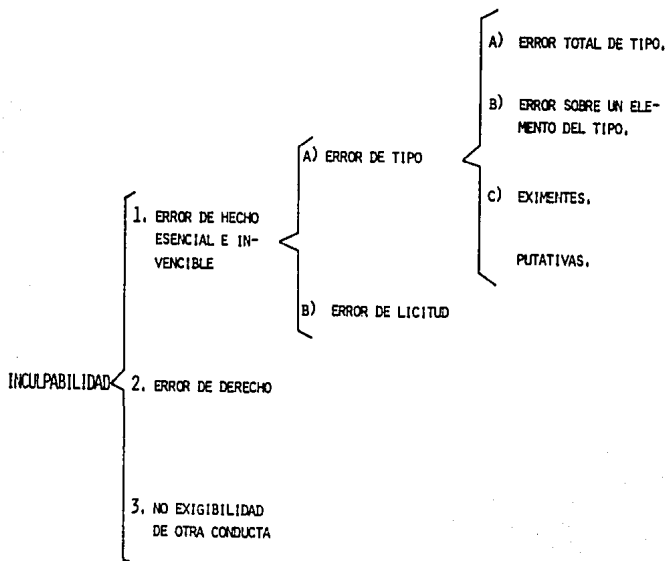 A) ERROR TOTAL DE TIPO.
B) ERROR SOBRE UN ELE-
MENTO DEL TIPO.
A) ERROR DE TIPO
C) EXIMENTES.
PUTATIVAS.
1. ERROR DE HECHO
ESENCIAL E IN-
VENCIBLE
B) ERROR DE LICITUD
INCULPABILIDAD
2. ERROR DE DERECHO
3. NO EXIGIBILIDAD
DE OTRA CONDUCTA